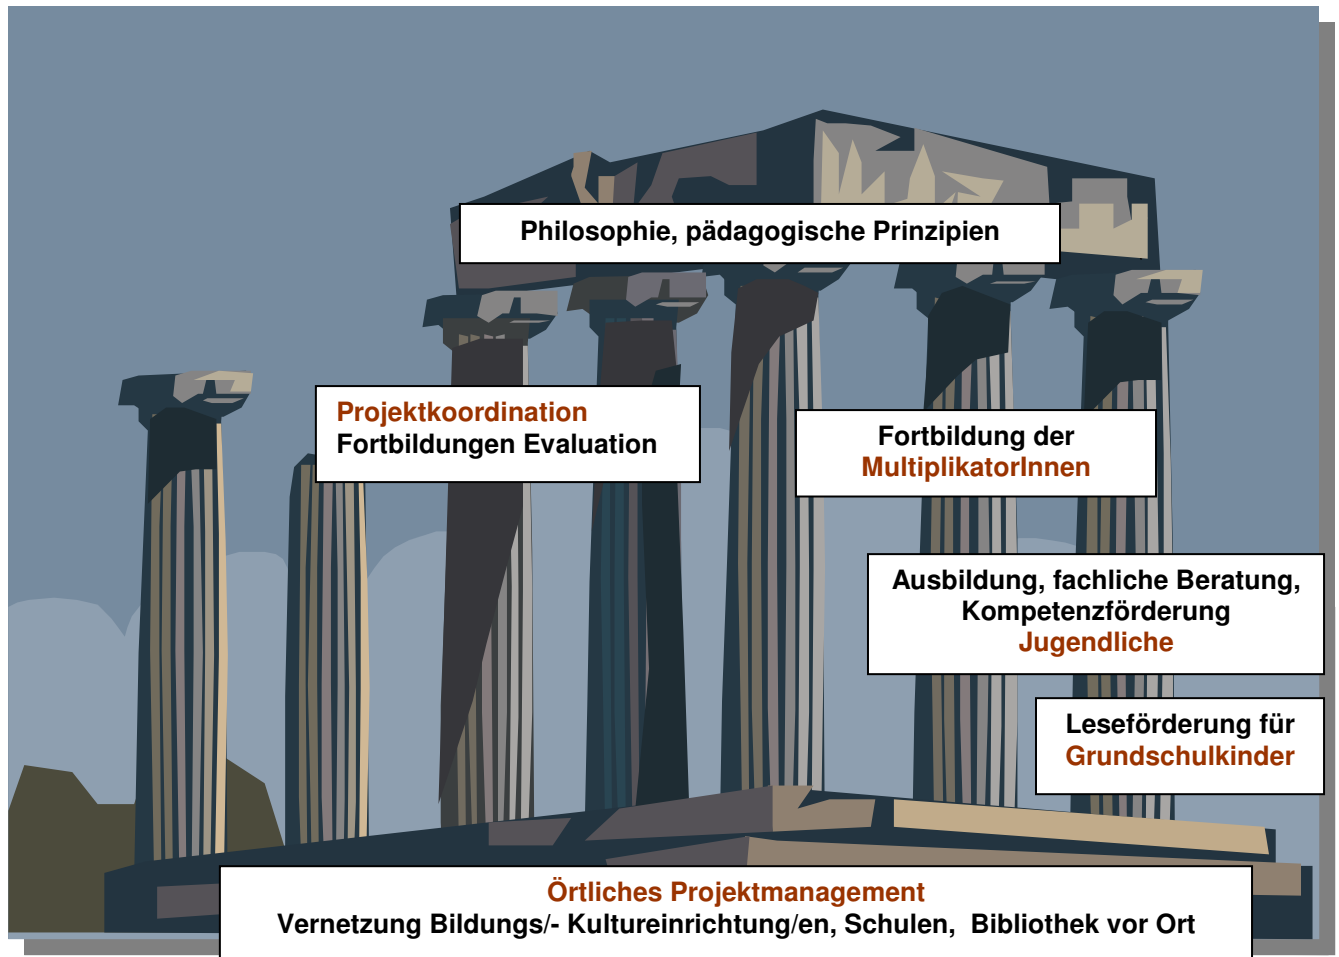 Philosophie, pädagogische Prinzipien
Projektkoordination
Fortbildungen Evaluation
Fortbildung der
MultiplikatorInnen
Ausbildung, fachliche Beratung,
Kompetenzförderung
Jugendliche
Leseförderung für
Grundschulkinder
Örtliches Projektmanagement
Vernetzung Bildungs/- Kultureinrichtung/en, Schulen,  Bibliothek vor Ort